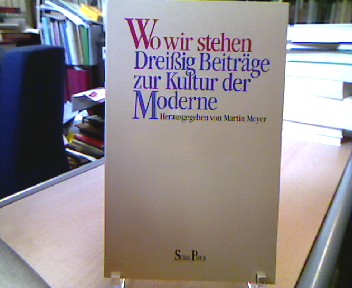 Wo wir stehen
Dreißig Beiträge
zur Kultur der
Moderne
Herausgegeben von Martin Meyer
Serie Piper